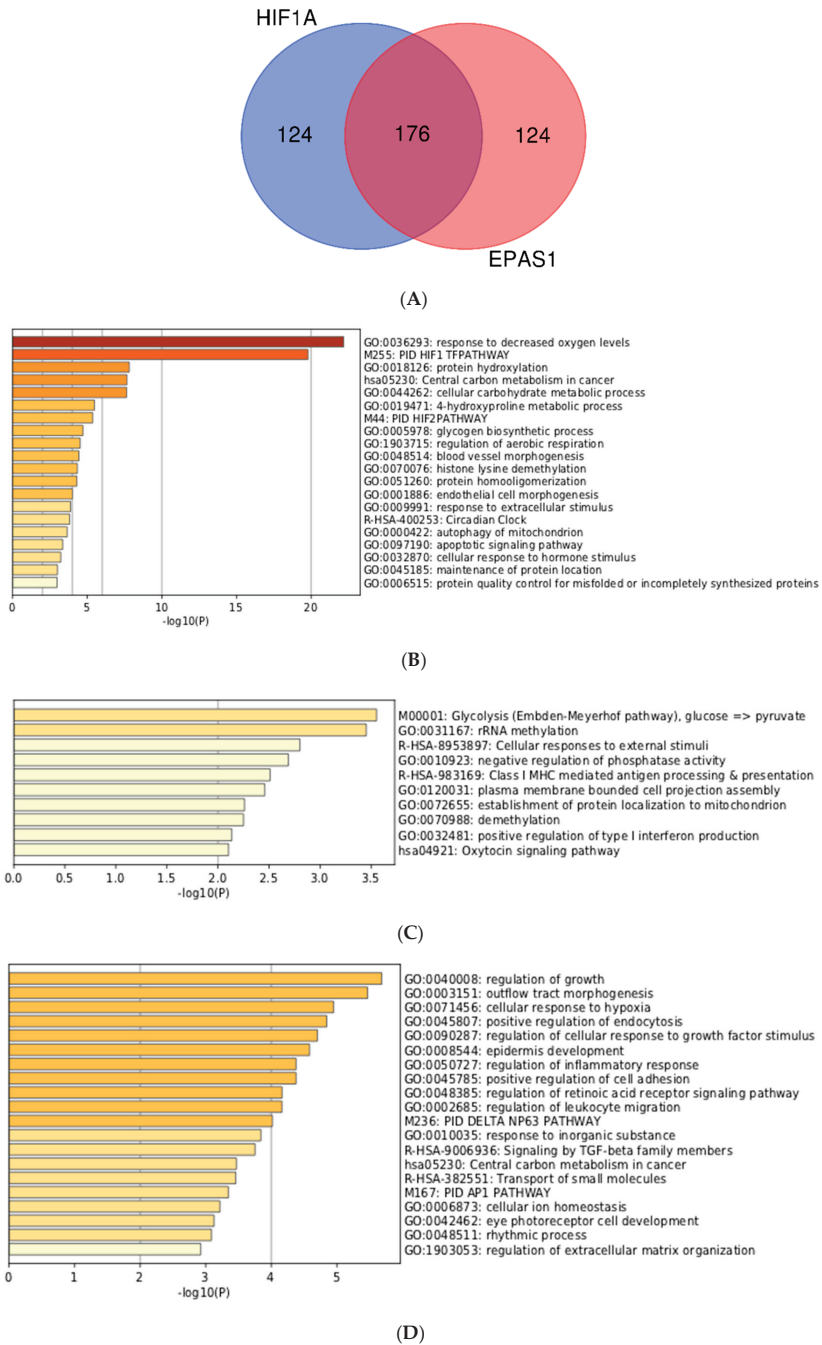 HIF1A
124
176
124
EPAS1
(A)
GO:0036293: response to decreased oxygen levels
M255: PID HIF1 TFPATHWAY
GO:0018126: protein hydroxylation
hsa05230: Central carbon metabolism in cancer
GO:0044262: cellular carbohydrate metabolic process
GO:0019471: 4-hydroxyproline metabolic process
M44: PID HIF2PATHWAY
GO:0005978: glycogen biosynthetic process
GO:1903715: regulation of aerobic respiration
GO:0048514: blood vessel morphogenesis
GO:0070076: histone lysine demethylation
GO:0051260: protein homooligomerization
GO:0001886: endothelial cell morphogenesis
GO:0009991: response to extracellular stimulus
R-HSA-400253: Circadian Clock
GO:0000422: autophagy of mitochondrion
GO:0097190: apoptotic signaling pathway
GO:0032870: cellular response to hormone stimulus
GO:0045185: maintenance of protein location
GO:0006515: protein quality control for misfolded or incompletely synthesized proteins
0 5 10 15 20
-log10(P)
(B)
M00001: Glycolysis (Embden-Meyerhof pathway), glucose => pyruvate
GO:0031167: rRNA methylation
R-HSA-8953897: Cellular responses to external stimuli
GO:0010923: negative regulation of phosphatase activity
R-HSA-983169: Class I MHC mediated antigen processing & presentation
GO:0120031: plasma membrane bounded cell projection assembly
GO:0072655: establishment of protein localization to mitochondrion
GO:0070988: demethylation
GO:0032481: positive regulation of type I interferon production
hsa04921: Oxytocin signaling pathway
0.0 0.5 1.0 1.5 2.0 2.5 3.0 3.5
-log10(P)
(C)
GO:0040008: regulation of growth
GO:0003151: outflow tract morphogenesis
GO:0071456: cellular response to hypoxia
GO:0045807: positive regulation of endocytosis
GO:0090287: regulation of cellular response to growth factor stimulus
GO:0008544: epidermis development
GO:0050727: regulation of inflammatory response
GO:0045785: positive regulation of cell adhesion
GO:0048385: regulation of retinoic acid receptor signaling pathway
GO:0002685: regulation of leukocyte migration
M236: PID DELTA NP63 PATHWAY
GO:0010035: response to inorganic substance
R-HSA-9006936: Signaling by TGF-beta family members
hsa05230: Central carbon metabolism in cancer
R-HSA-382551: Transport of small molecules
M167: PID AP1 PATHWAY
GO:0006873: cellular ion homeostasis
GO:0042462: eye photoreceptor cell development
GO:0048511: rhythmic process
GO:1903053: regulation of extracellular matrix organization
0 1 2 3 4 5
-log10(P)
(D)